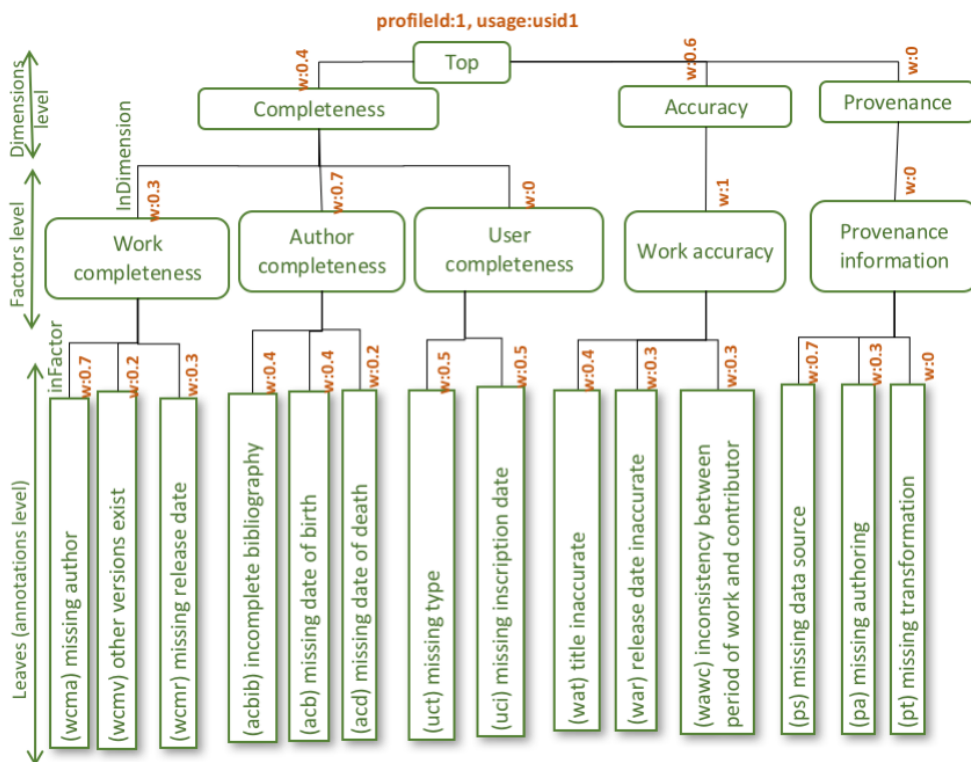 profileId:1, usage:usid1
Top
w:0.4
w:0.6
w:0
Dimensions
level
Completeness
Accuracy
Provenance
InDimension
w:0.3
w:0.7
w:0
w:1
w:0
Factors level
Work
completeness
Author
completeness
User
completeness
Work accuracy
Provenance
information
inFactor
w:0.7
w:0.2
w:0.3
w:0.4
w:0.4
w:0.2
w:0.5
w:0.5
w:0.4
w:0.3
w:0.3
w:0.7
w:0.3
w:0
Leaves (annotations level)
(wcma) missing author
(wcmv) other versions exist
(wcmr) missing release date
(acbib) incomplete bibliography
(acb) missing date of birth
(acd) missing date of death
(uct) missing type
(uci) missing inscription date
(wat) title inaccurate
(war) release date inaccurate
(wawc) inconsistency between
period of work and contributor
(ps) missing data source
(pa) missing authoring
(pt) missing transformation